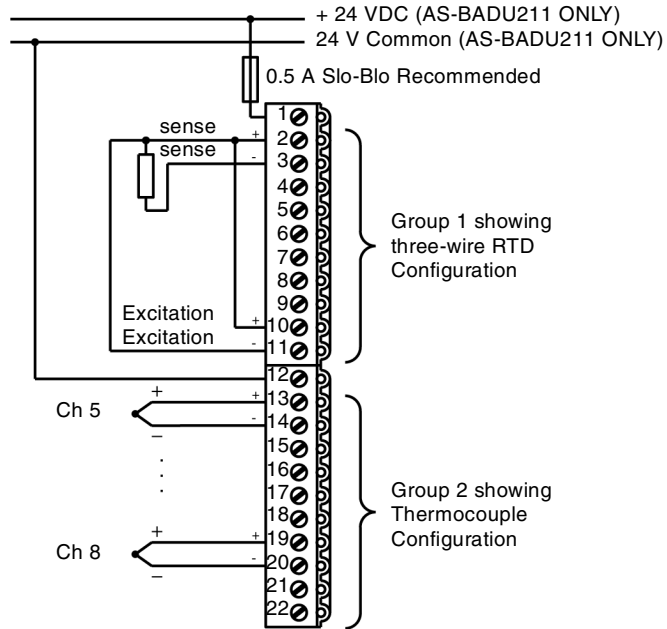 + 24 VDC (AS-BADU211 ONLY)
24 V Common (AS-BADU211 ONLY)
0.5 A Slo-Blo Recommended
1
sense
+ 2
sense
- 3
4
5
6
7
8
9
Group 1 showing
three-wire RTD
Configuration
Excitation
+ 10
Excitation
- 11
12
Ch 5
+
+ 13
- 14
–
15
.
.
.
16
17
18
Group 2 showing
Thermocouple
Configuration
Ch 8
+
+ 19
- 20
–
21
22